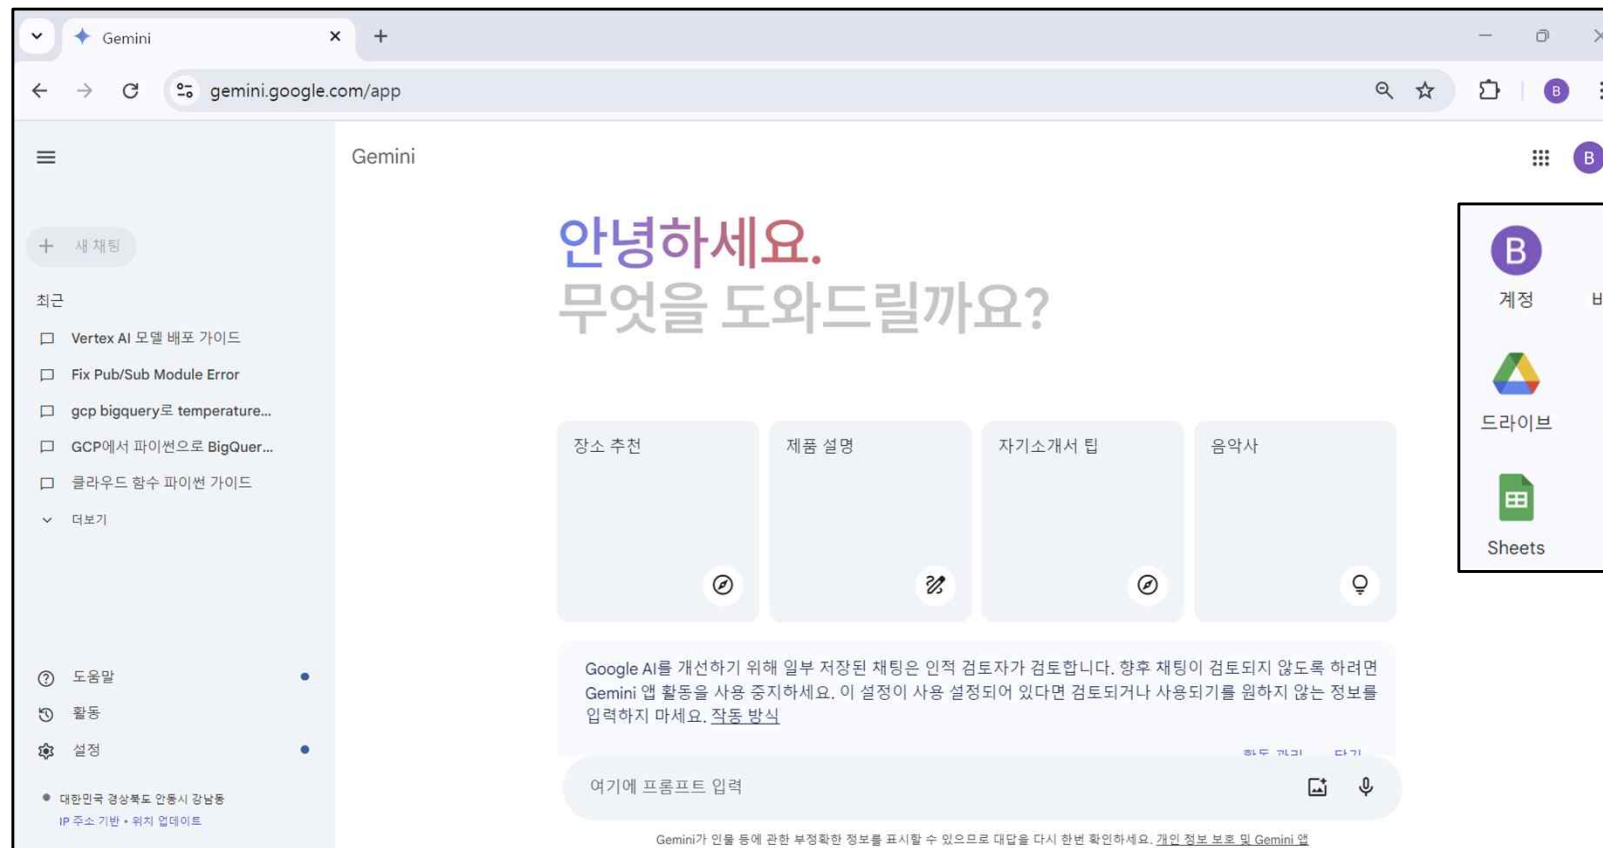 Gemini
gemini.google.com/app
B
Gemini
B
새 채팅
최근
Vertex AI 모델 배포 가이드
Fix Pub/Sub Module Error
gcp bigquery로 temperature...
GCP에서 파이썬으로 BigQuer...
클라우드 함수 파이썬 가이드
더보기
안녕하세요.
무엇을 도와드릴까요?
B
계정
드라이브
Sheets
장소 추천
제품 설명
자기소개서 팁
음악사
Google AI를 개선하기 위해 일부 저장된 채팅은 인적 검토자가 검토합니다. 향후 채팅이 검토되지 않도록 하려면
Gemini 앱 활동을 사용 중지하세요. 이 설정이 사용 설정되어 있다면 검토되거나 사용되기를 원하지 않는 정보를
입력하지 마세요. 작동 방식
활동 관리 닫기
여기에 프롬프트 입력
Gemini가 인물 등에 관한 부정확한 정보를 표시할 수 있으므로 대답을 다시 한번 확인하세요. 개인 정보 보호 및 Gemini 앱
도움말
활동
설정
대한민국 경상북도 안동시 강남동
IP 주소 기반 • 위치 업데이트